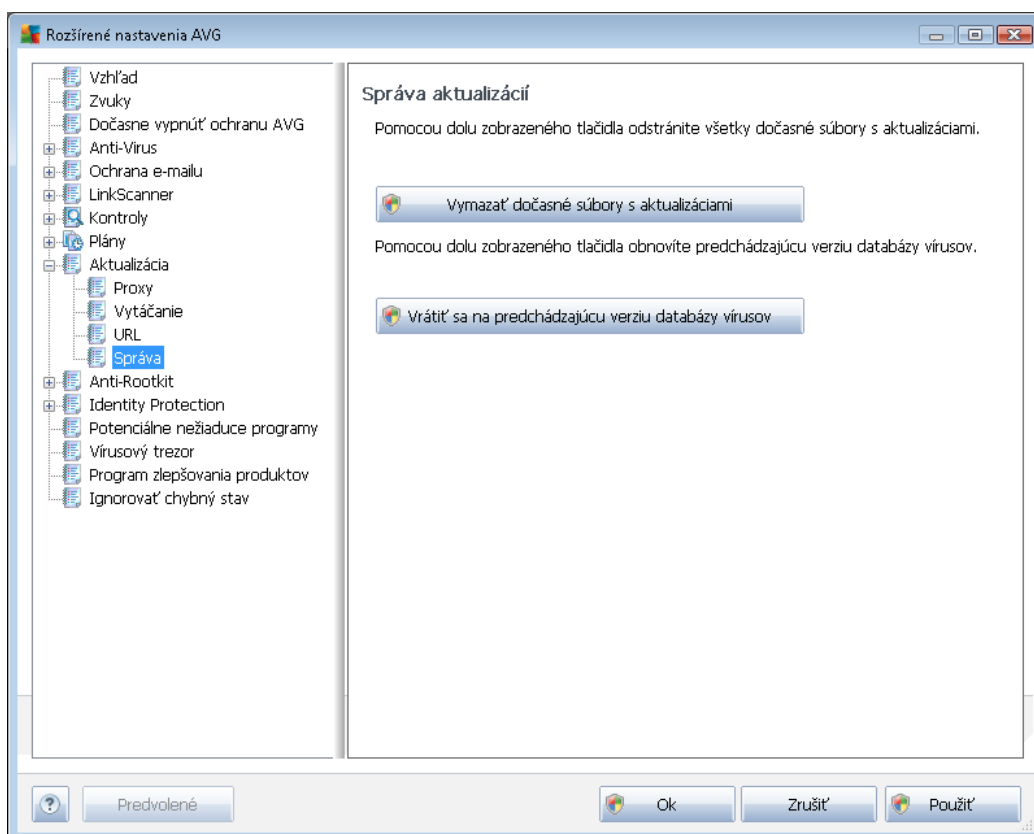 Rozšírené nastavenia AVG
Vzhľad
Zvuky
Dočasne vypnúť ochranu AVG
Anti-Virus
Ochrana e-mailu
LinkScanner
Kontroly
Plány
Aktualizácia
Proxy
Vytáčanie
URL
Správa
Anti-Rootkit
Identity Protection
Potenciálne nežiaduce programy
Vírusový trezor
Program zlepšovania produktov
Ignorovať chybný stav
Správa aktualizácií
Pomocou dolu zobrazeného tlačidla odstránite všetky dočasné súbory s aktualizáciami.
Vymazať dočasné súbory s aktualizáciami
Pomocou dolu zobrazeného tlačidla obnovíte predchádzajúcu verziu databázy vírusov.
Vrátiť sa na predchádzajúcu verziu databázy vírusov
?
Predvolené
Ok
Zrušiť
Použiť